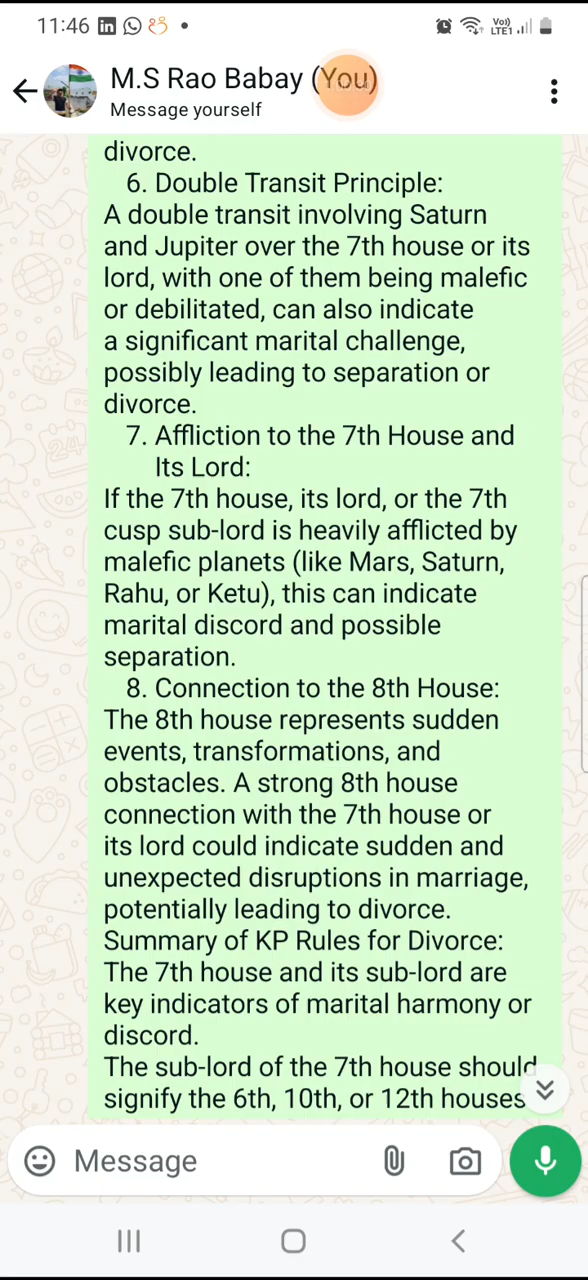 11:46
Vo)) LTE1
M.S Rao Babay (You)
Message yourself
divorce.
6. Double Transit Principle:
A double transit involving Saturn
and Jupiter over the 7th house or its
lord, with one of them being malefic
or debilitated, can also indicate
a significant marital challenge,
possibly leading to separation or
divorce.
7. Affliction to the 7th House and
Its Lord:
If the 7th house, its lord, or the 7th
cusp sub-lord is heavily afflicted by
malefic planets (like Mars, Saturn,
Rahu, or Ketu), this can indicate
marital discord and possible
separation.
8. Connection to the 8th House:
The 8th house represents sudden
events, transformations, and
obstacles. A strong 8th house
connection with the 7th house or
its lord could indicate sudden and
unexpected disruptions in marriage,
potentially leading to divorce.
Summary of KP Rules for Divorce:
The 7th house and its sub-lord are
key indicators of marital harmony or
discord.
The sub-lord of the 7th house should
signify the 6th, 10th, or 12th houses
Message